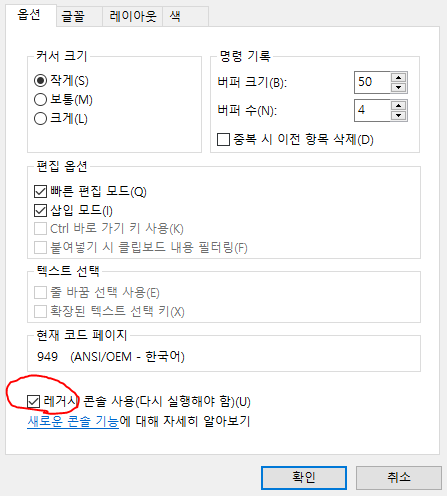 옵션 글꼴 레이아웃 색
커서 크기
작게(S)
보통(M)
크게(L)
명령 기록
버퍼 크기(B): 50
버퍼 수(N): 4
중복 시 이전 항목 삭제(D)
편집 옵션
빠른 편집 모드(Q)
삽입 모드(I)
Ctrl 바로 가기 키 사용(K)
붙여넣기 시 클립보드 내용 필터링(F)
텍스트 선택
줄 바꿈 선택 사용(E)
확장된 텍스트 선택 키(X)
현재 코드 페이지
949 (ANSI/OEM - 한국어)
레거시 콘솔 사용(다시 실행해야 함)(U)
새로운 콘솔 기능에 대해 자세히 알아보기
확인 취소